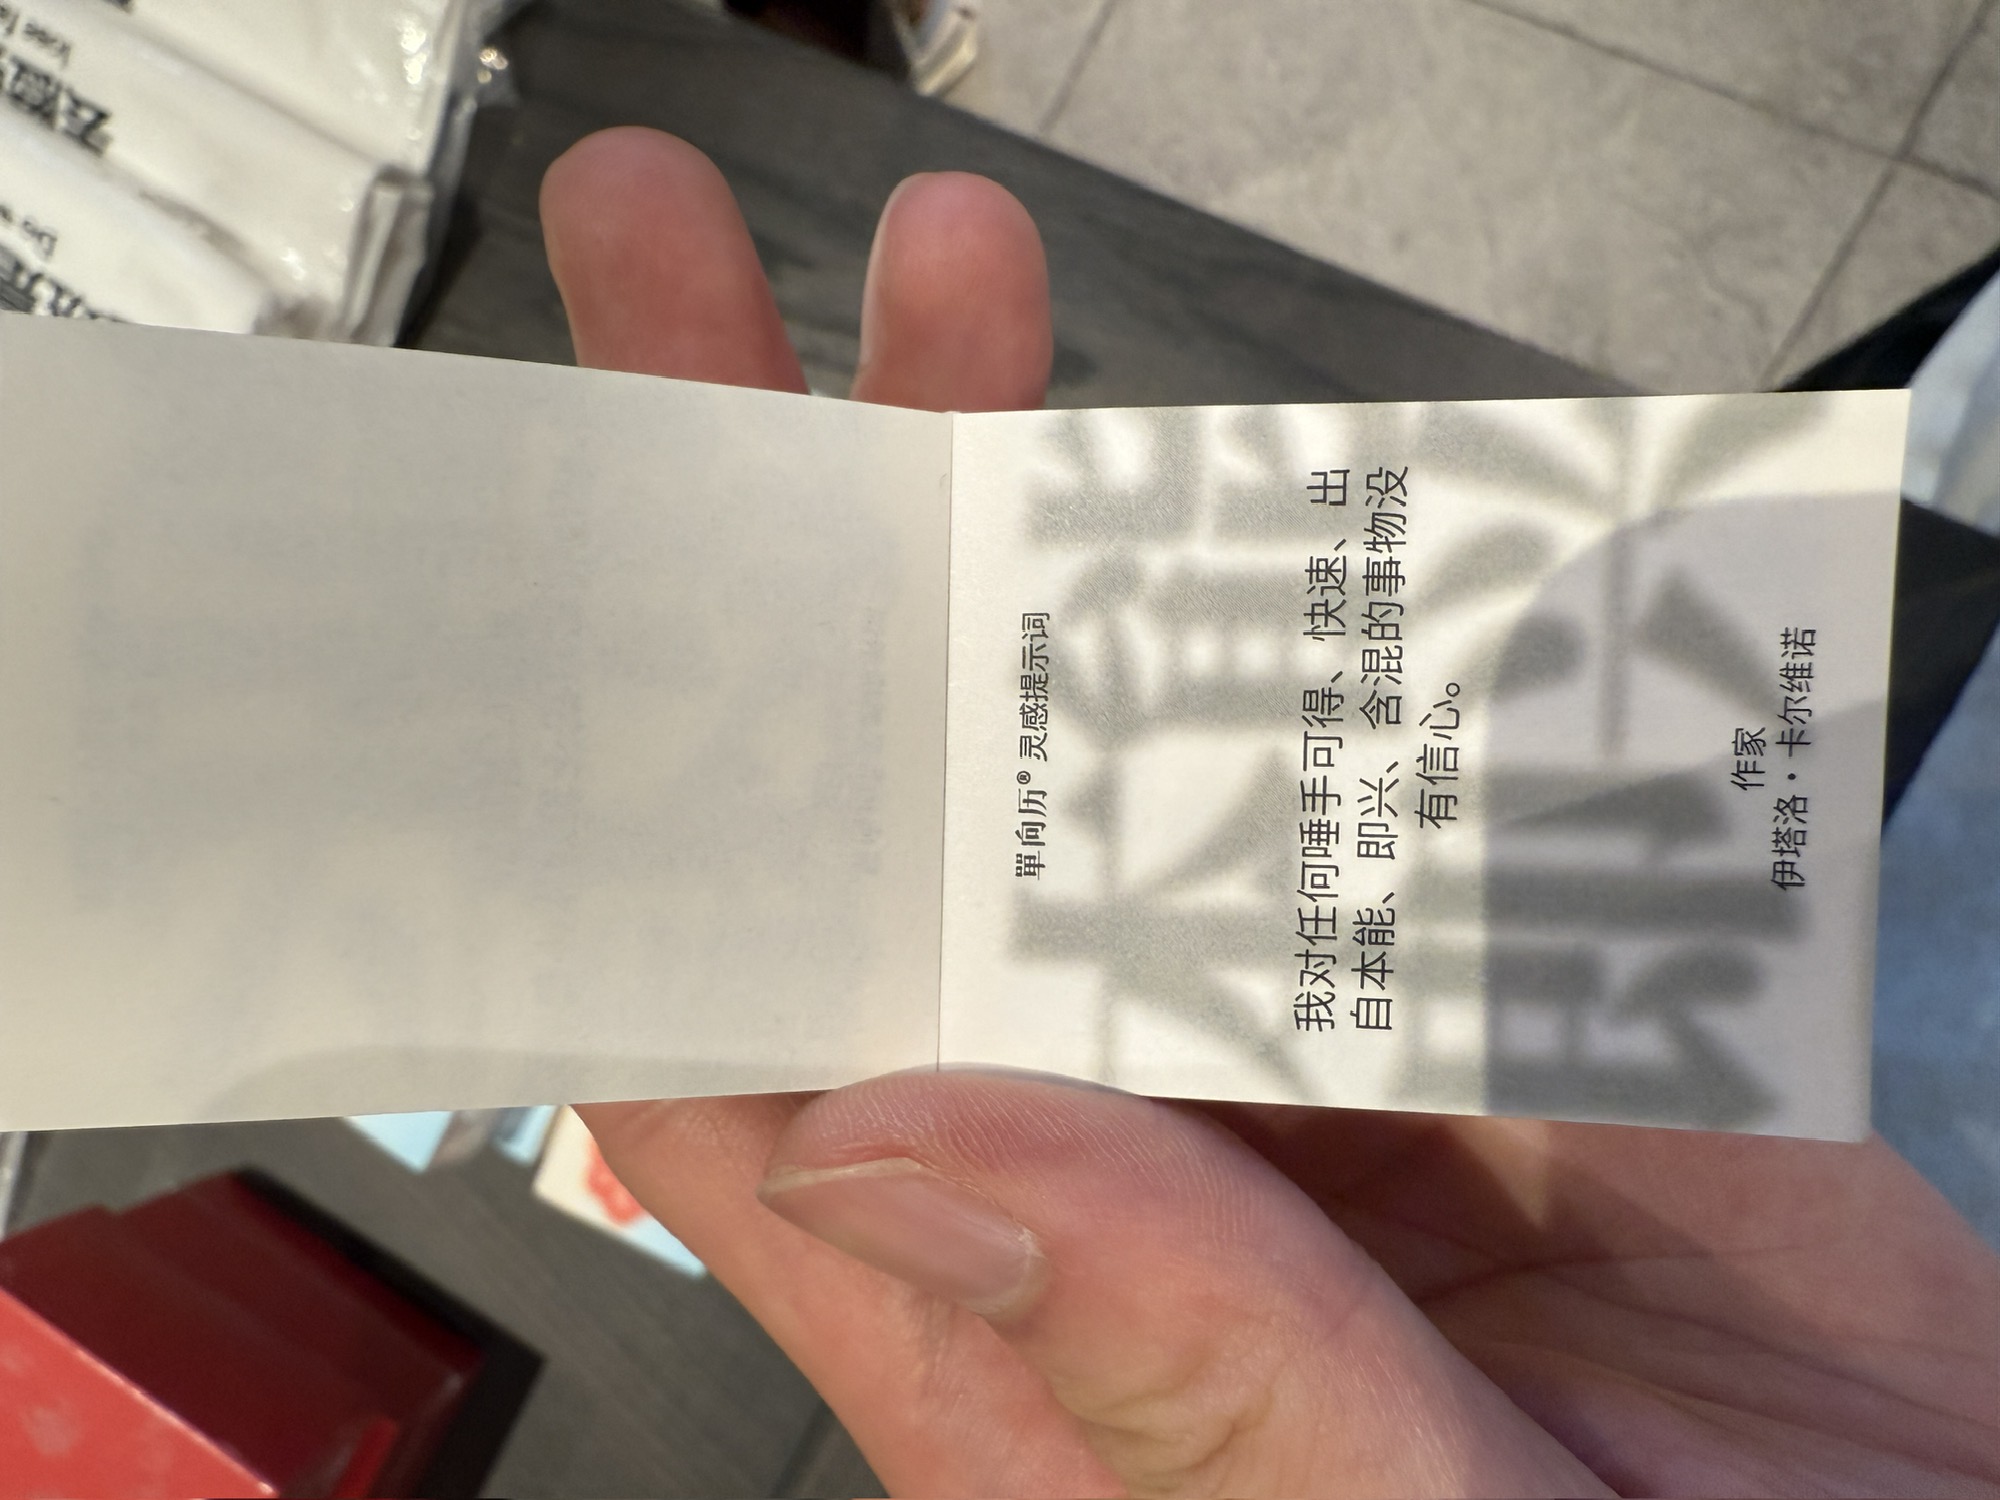 單向历® 灵感提示词
我对任何唾手可得、快速、出
自本能、即兴、含混的事物没
有信心。
作家
伊塔洛·卡尔维诺